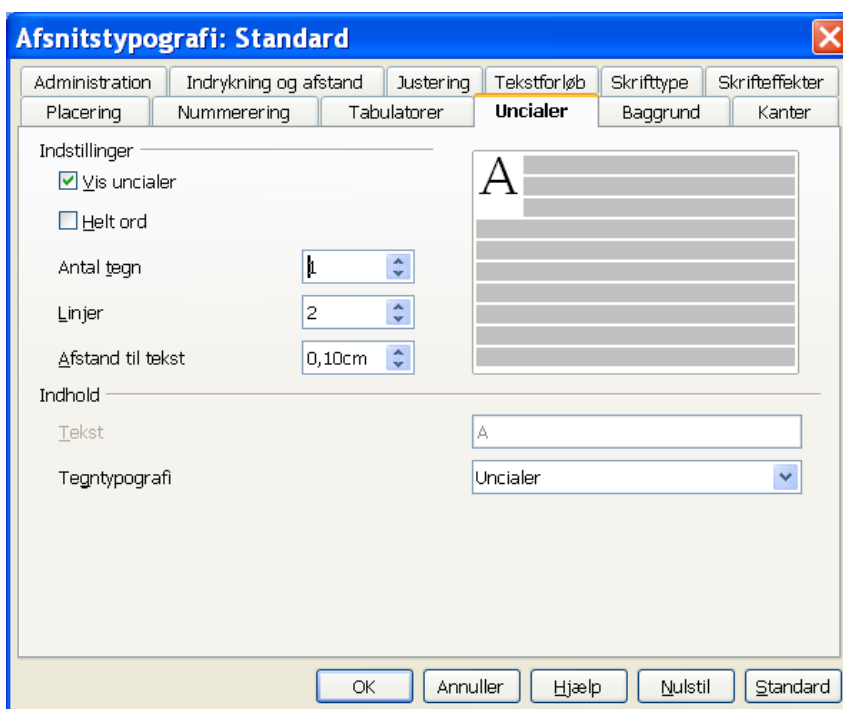 Afsnitstypografi: Standard
Administration Indrykning og afstand Justering Tekstforløb Skrifttype Skrifteffekter
Placering Nummerering Tabulatorer Uncialer Baggrund Kanter
Indstillinger
Vis uncialer
Helt ord
Antal tegn 1
Linjer 2
Afstand til tekst 0,10cm
A
Indhold
Tekst A
Tegntypografi Uncialer
OK Annuller Hjælp Nulstil Standard